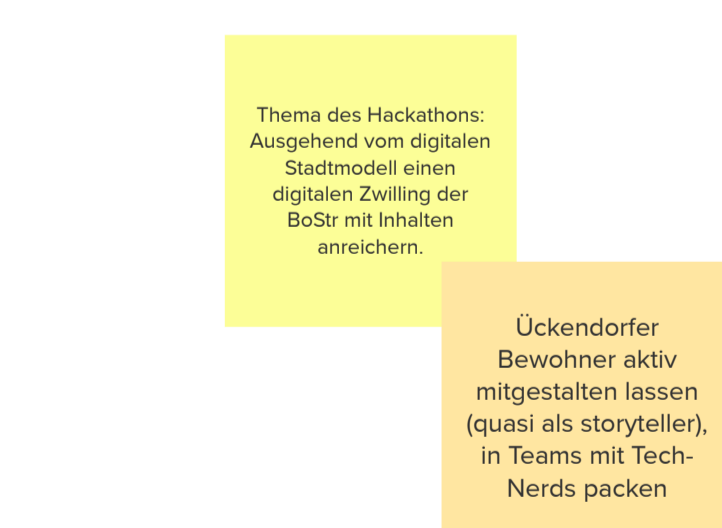 Thema des Hackathons:
Ausgehend vom digitalen
Stadtmodell einen
digitalen Zwilling der
BoStr mit Inhalten
anreichern.
Ückendorfer
Bewohner aktiv
mitgestalten lassen
(quasi als storyteller),
in Teams mit Tech-
Nerds packen